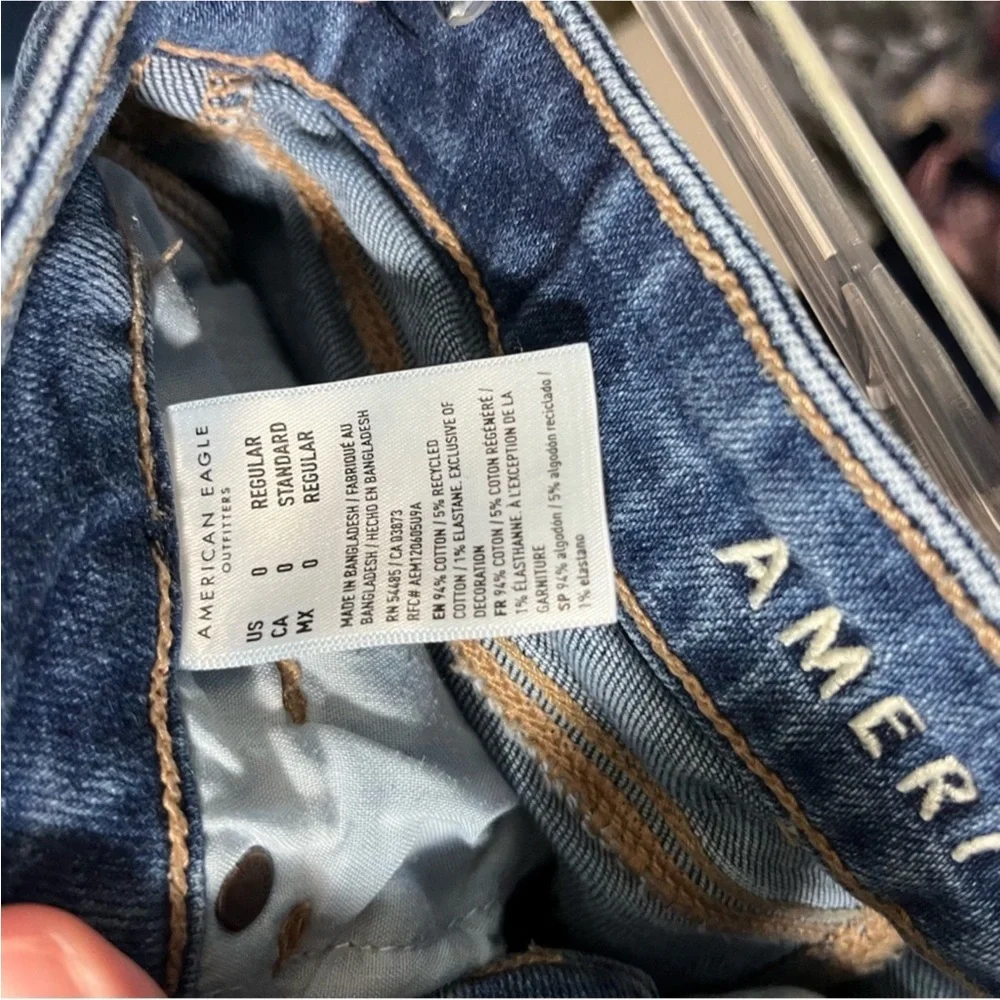 AMERICAN EAGLE
OUTFITTERS
US 0 REGULAR
CA 0 STANDARD
MX 0 REGULAR
MADE IN BANGLADESH / FABRIQUÉ AU
BANGLADESH / HECHO EN BANGLADESH
RN 54485 / CA 03873
RFC# AEM120605U9A
EN 94% COTTON / 5% RECYCLED
COTTON / 1% ELASTANE. EXCLUSIVE OF
DECORATION
FR 94% COTON / 5% COTON RÉGÉNÉRÉ /
1% ÉLASTHANNE. À L'EXCEPTION DE LA
GARNITURE
SP 94% algodón / 5% algodón reciclado /
1% elastano
AMERI